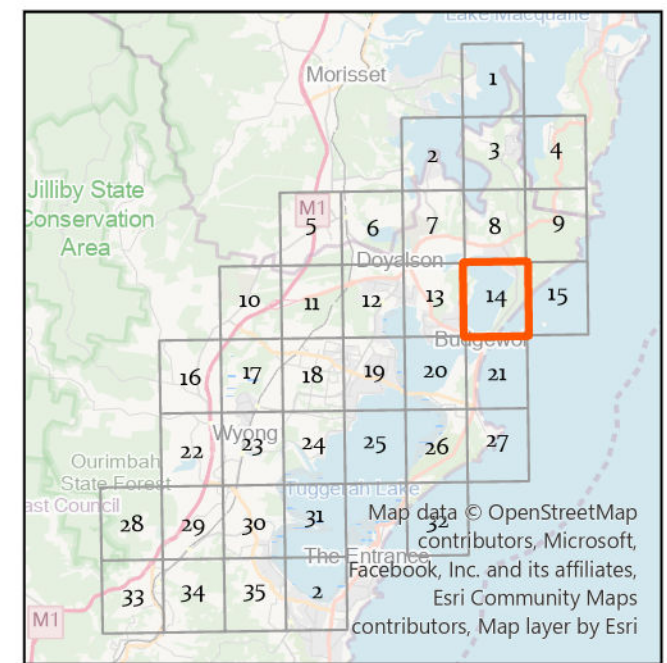 Lake Macquarie
Morisset
1
2
3
4
Jilliby State
Conservation
Area
M1
5
6
7
8
9
Doyalson
10
11
12
13
14
15
Budgewoi
16
17
18
19
20
21
Wyong
22
23
24
25
26
27
Ourimbah
State Forest
ast Council
Tuggerah Lake
28
29
30
31
32
The Entrance
33
34
35
2
M1
Map data © OpenStreetMap
contributors, Microsoft,
Facebook, Inc. and its affiliates,
Esri Community Maps
contributors, Map layer by Esri